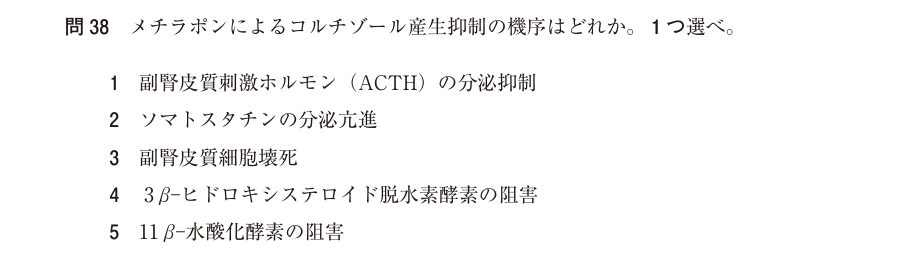 問38 メチラポンによるコルチゾール産生抑制の機序はどれか。1つ選べ。
1 副腎皮質刺激ホルモン（ACTH）の分泌抑制
2 ソマトスタチンの分泌亢進
3 副腎皮質細胞壊死
4 3β-ヒドロキシステロイド脱水素酵素の阻害
5 11β-水酸化酵素の阻害